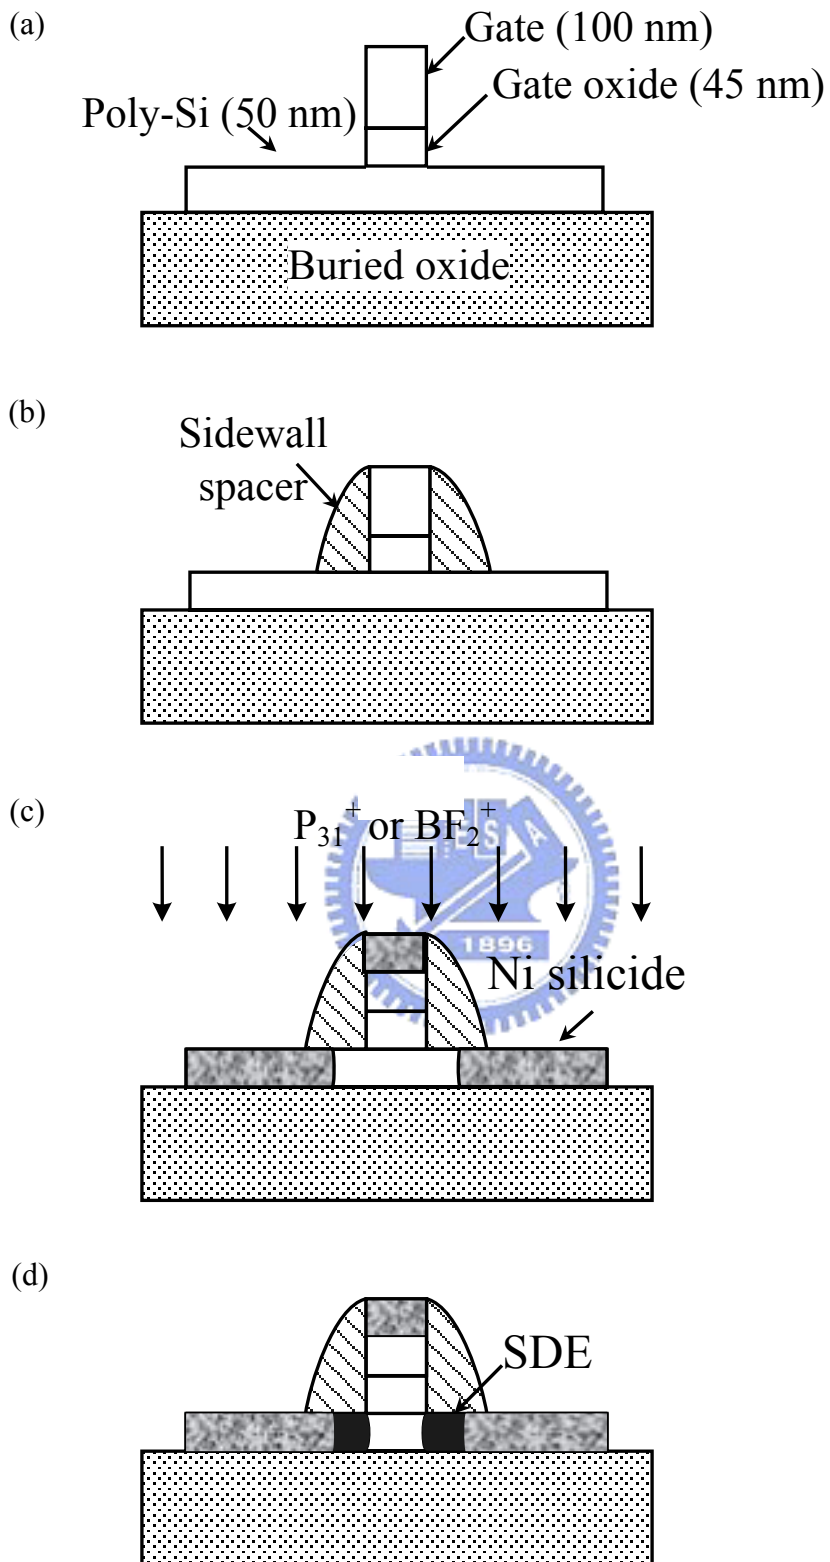 (a)
Gate (100 nm)
Gate oxide (45 nm)
Poly-Si (50 nm)
Buried oxide
(b)
Sidewall
spacer
(c)
P₃₁⁺ or BF₂⁺
E S A
1896
Ni silicide
(d)
SDE